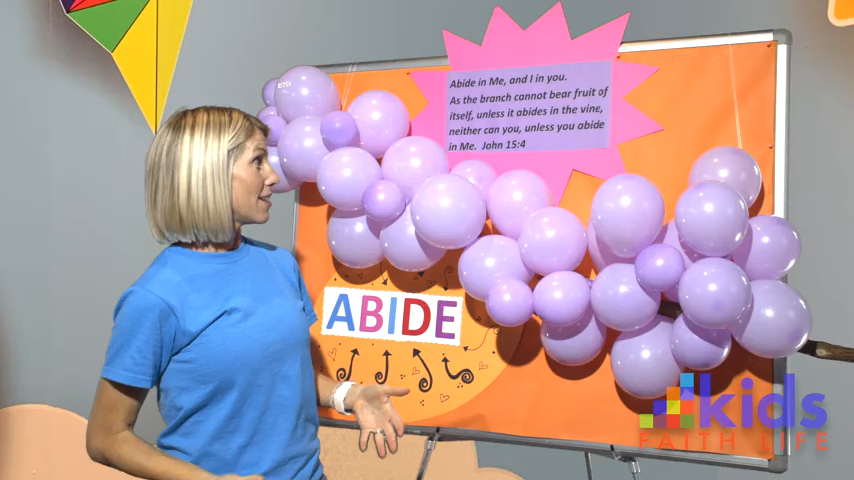 Abide in Me, and I in you.
As the branch cannot bear fruit of
itself, unless it abides in the vine,
neither can you, unless you abide
in Me. John 15:4
ABIDE
kids
FAITH LIFE